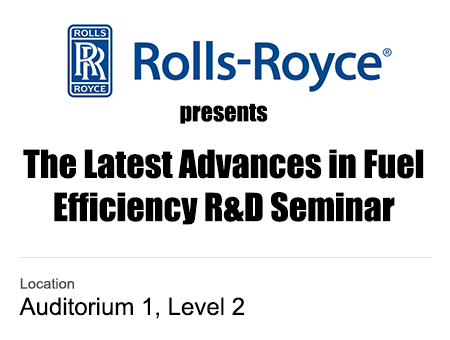 ROLLS
RR
ROYCE
Rolls-Royce®
presents
The Latest Advances in Fuel
Efficiency R&D Seminar
Location
Auditorium 1, Level 2